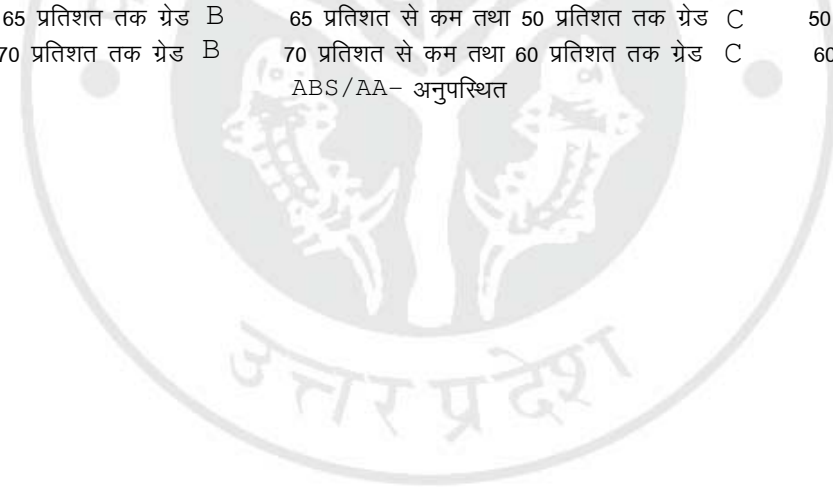 65 प्रतिशत तक ग्रेड B 65 प्रतिशत से कम तथा 50 प्रतिशत तक ग्रेड C 50
70 प्रतिशत तक ग्रेड B 70 प्रतिशत से कम तथा 60 प्रतिशत तक ग्रेड C 60
ABS/AA- अनुपस्थित
उत्तर प्रदेश